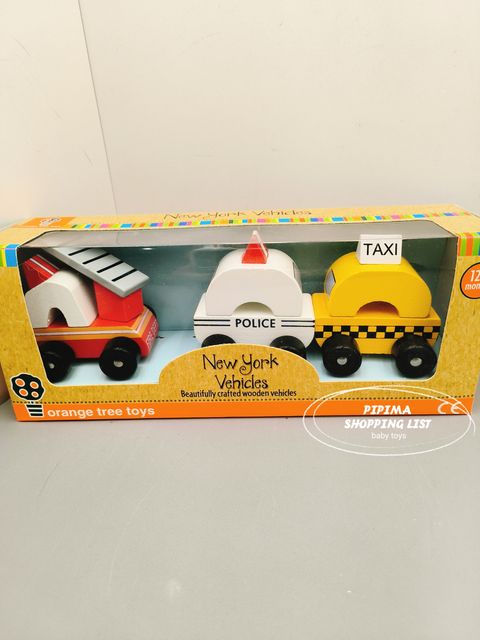 New York Vehicles
TAXI
POLICE
12
mon
New York
Vehicles
Beautifully crafted wooden vehicles
orange tree toys
PIPIMA
SHOPPING LIST
baby toys
CE